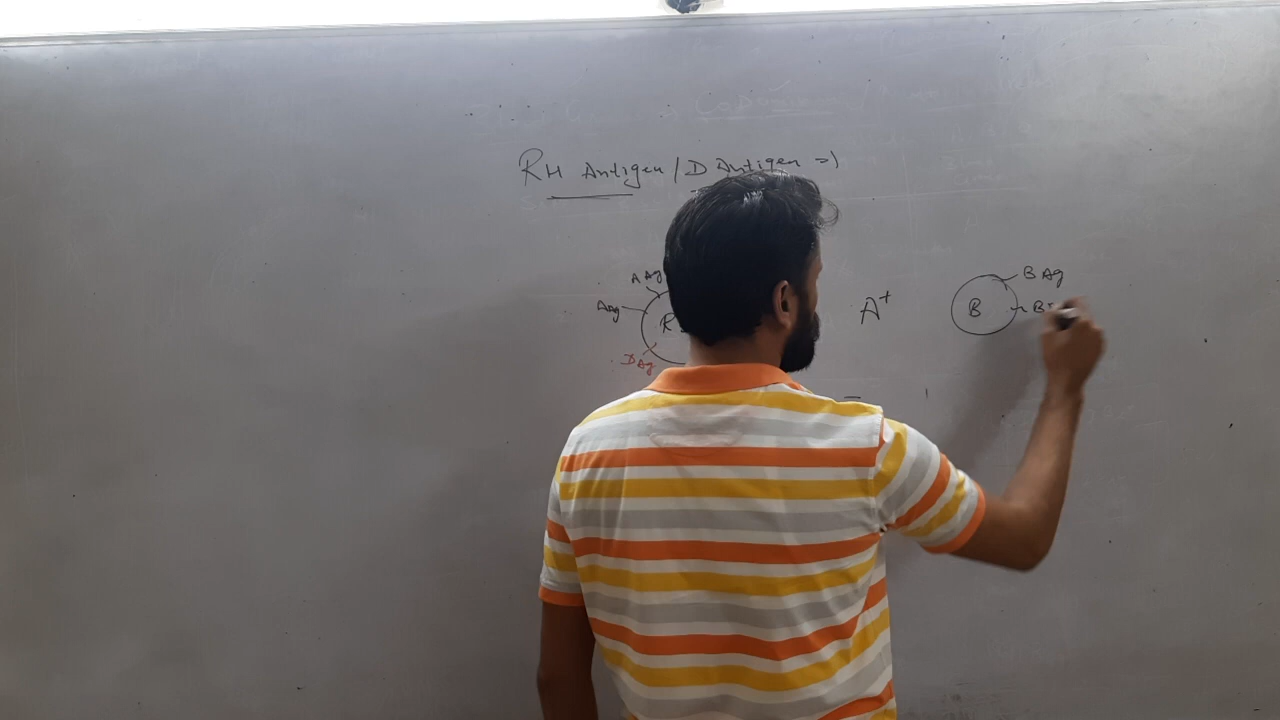 RH Antigen / D Antigen =)
A Ag
A Ag
D Ag
R
A+
B
B Ag
B